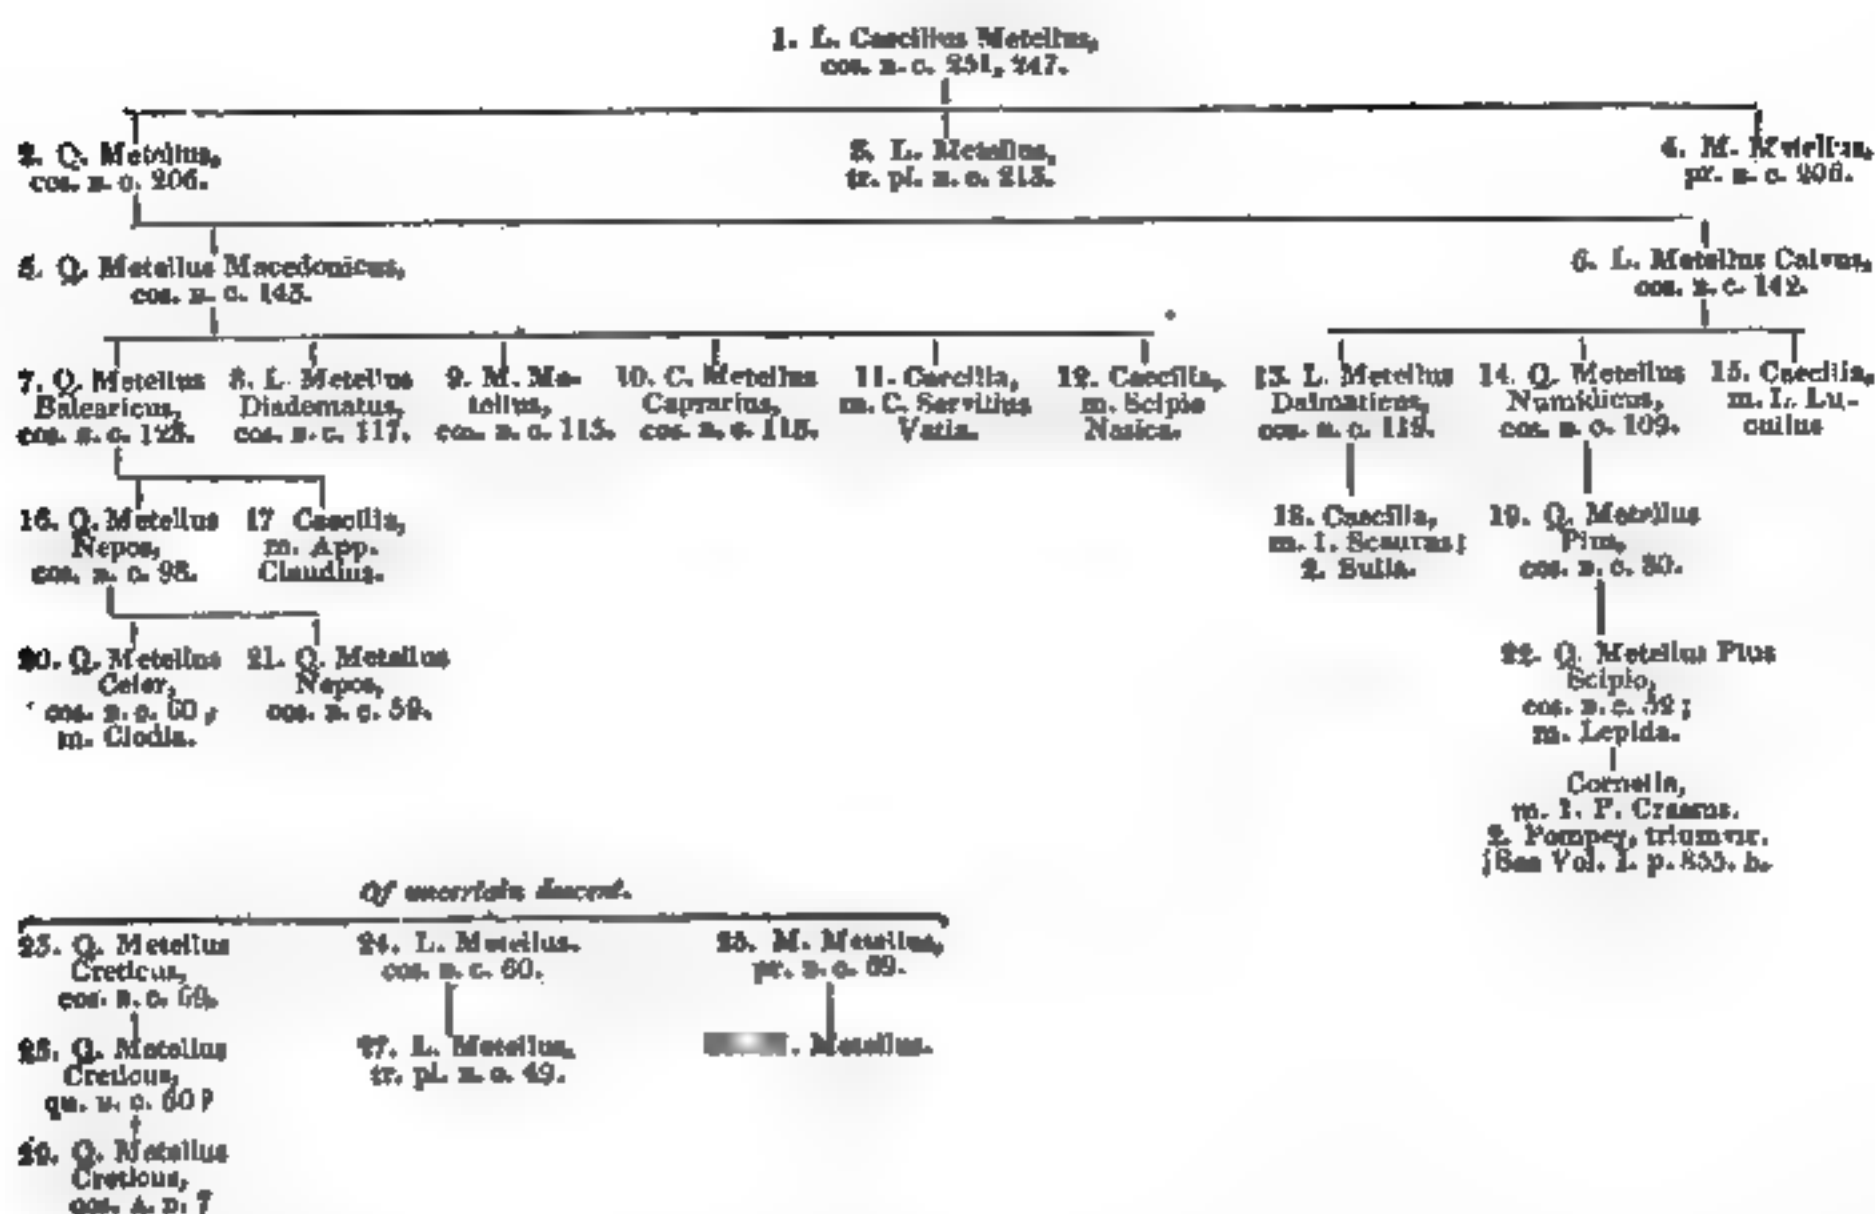 1. L. Caecilius Metellus,
cos. B. C. 251, 247.
2. Q. Metellus,
cos. B. C. 206.
3. L. Metellus,
tr. pl. B. C. 213.
4. M. Metellus,
pr. B. C. 206.
5. Q. Metellus Macedonicus,
cos. B. C. 143.
6. L. Metellus Calvus,
cos. B. C. 142.
7. Q. Metellus
Balearicus,
cos. B. C. 123.
8. L. Metellus
Diadematus,
cos. B. C. 117.
9. M. Me-
tellus,
cos. B. C. 115.
10. C. Metellus
Caprarius,
cos. B. C. 113.
11. Caecilia,
m. C. Servilius
Vatia.
12. Caecilia,
m. Scipio
Nasica.
13. L. Metellus
Dalmaticus,
cos. B. C. 119.
14. Q. Metellus
Numidicus,
cos. B. C. 109.
15. Caecilia,
m. L. Lu-
cullus
16. Q. Metellus
Nepos,
cos. B. C. 98.
17 Caecilia,
m. App.
Claudius.
18. Caecilia,
m. 1. Scaurus;
2. Sulla.
19. Q. Metellus
Pius,
cos. B. C. 80.
20. Q. Metellus
Celer,
cos. B. C. 60;
m. Clodia.
21. Q. Metellus
Nepos,
cos. B. C. 59.
22. Q. Metellus Pius
Scipio,
cos. B. C. 52;
m. Lepida.
Cornelia,
m. 1. P. Crassus.
2. Pompey, triumvir.
[See Vol. I. p. 855. b.
Of uncertain descent.
23. Q. Metellus
Creticus,
cos. B. C. 69.
24. L. Metellus.
cos. B. C. 60.
25. M. Metellus,
pr. B. C. 69.
26. Q. Metellus
Creticus,
qu. B. C. 60?
27. L. Metellus,
tr. pl. B. C. 49.
Metellus.
29. Q. Metellus
Creticus,
cos. A. D. 7